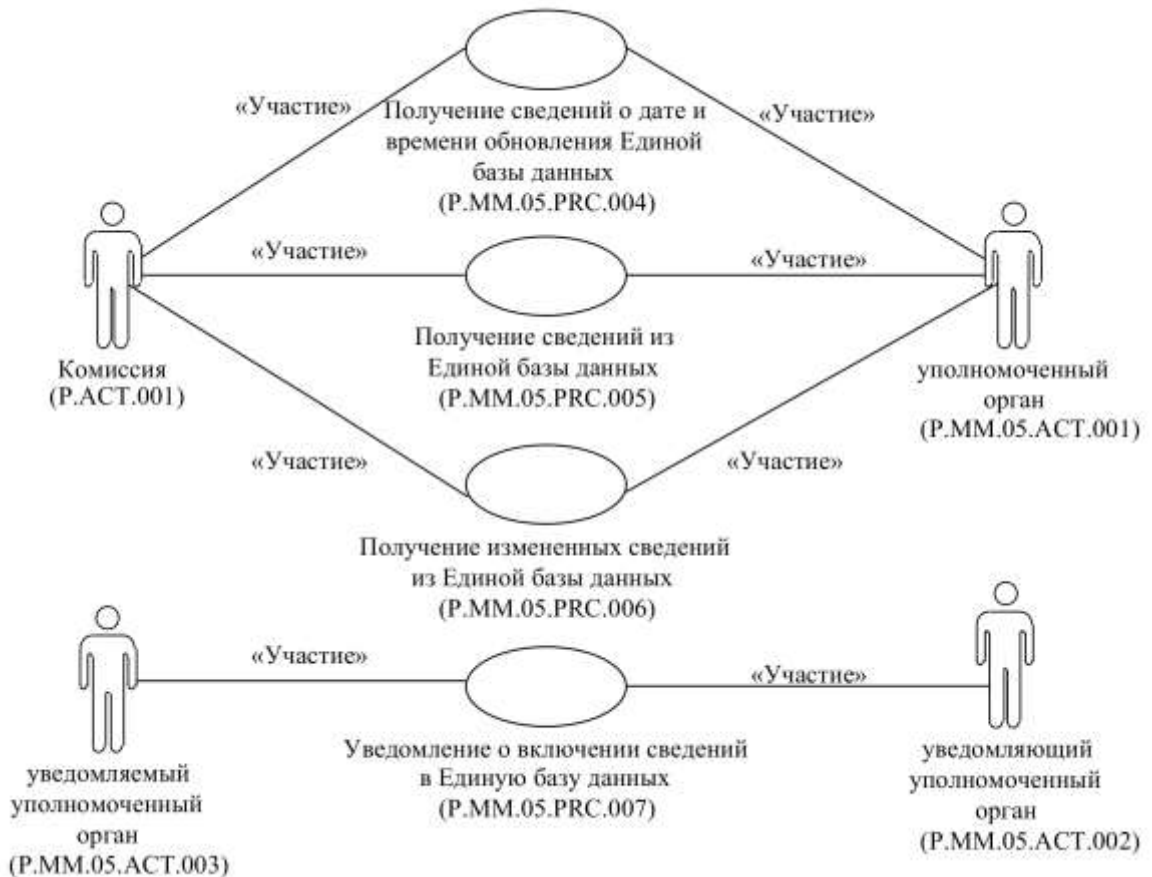 «Участие»
«Участие»
Получение сведений о дате и
времени обновления Единой
базы данных
(P.MM.05.PRC.004)
«Участие»
«Участие»
Комиссия
(P.ACT.001)
Получение сведений из
Единой базы данных
(P.MM.05.PRC.005)
уполномоченный
орган
(P.MM.05.ACT.001)
«Участие»
«Участие»
Получение измененных сведений
из Единой базы данных
(P.MM.05.PRC.006)
«Участие»
«Участие»
уведомляемый
уполномоченный
орган
(P.MM.05.ACT.003)
Уведомление о включении сведений
в Единую базу данных
(P.MM.05.PRC.007)
уведомляющий
уполномоченный
орган
(P.MM.05.ACT.002)